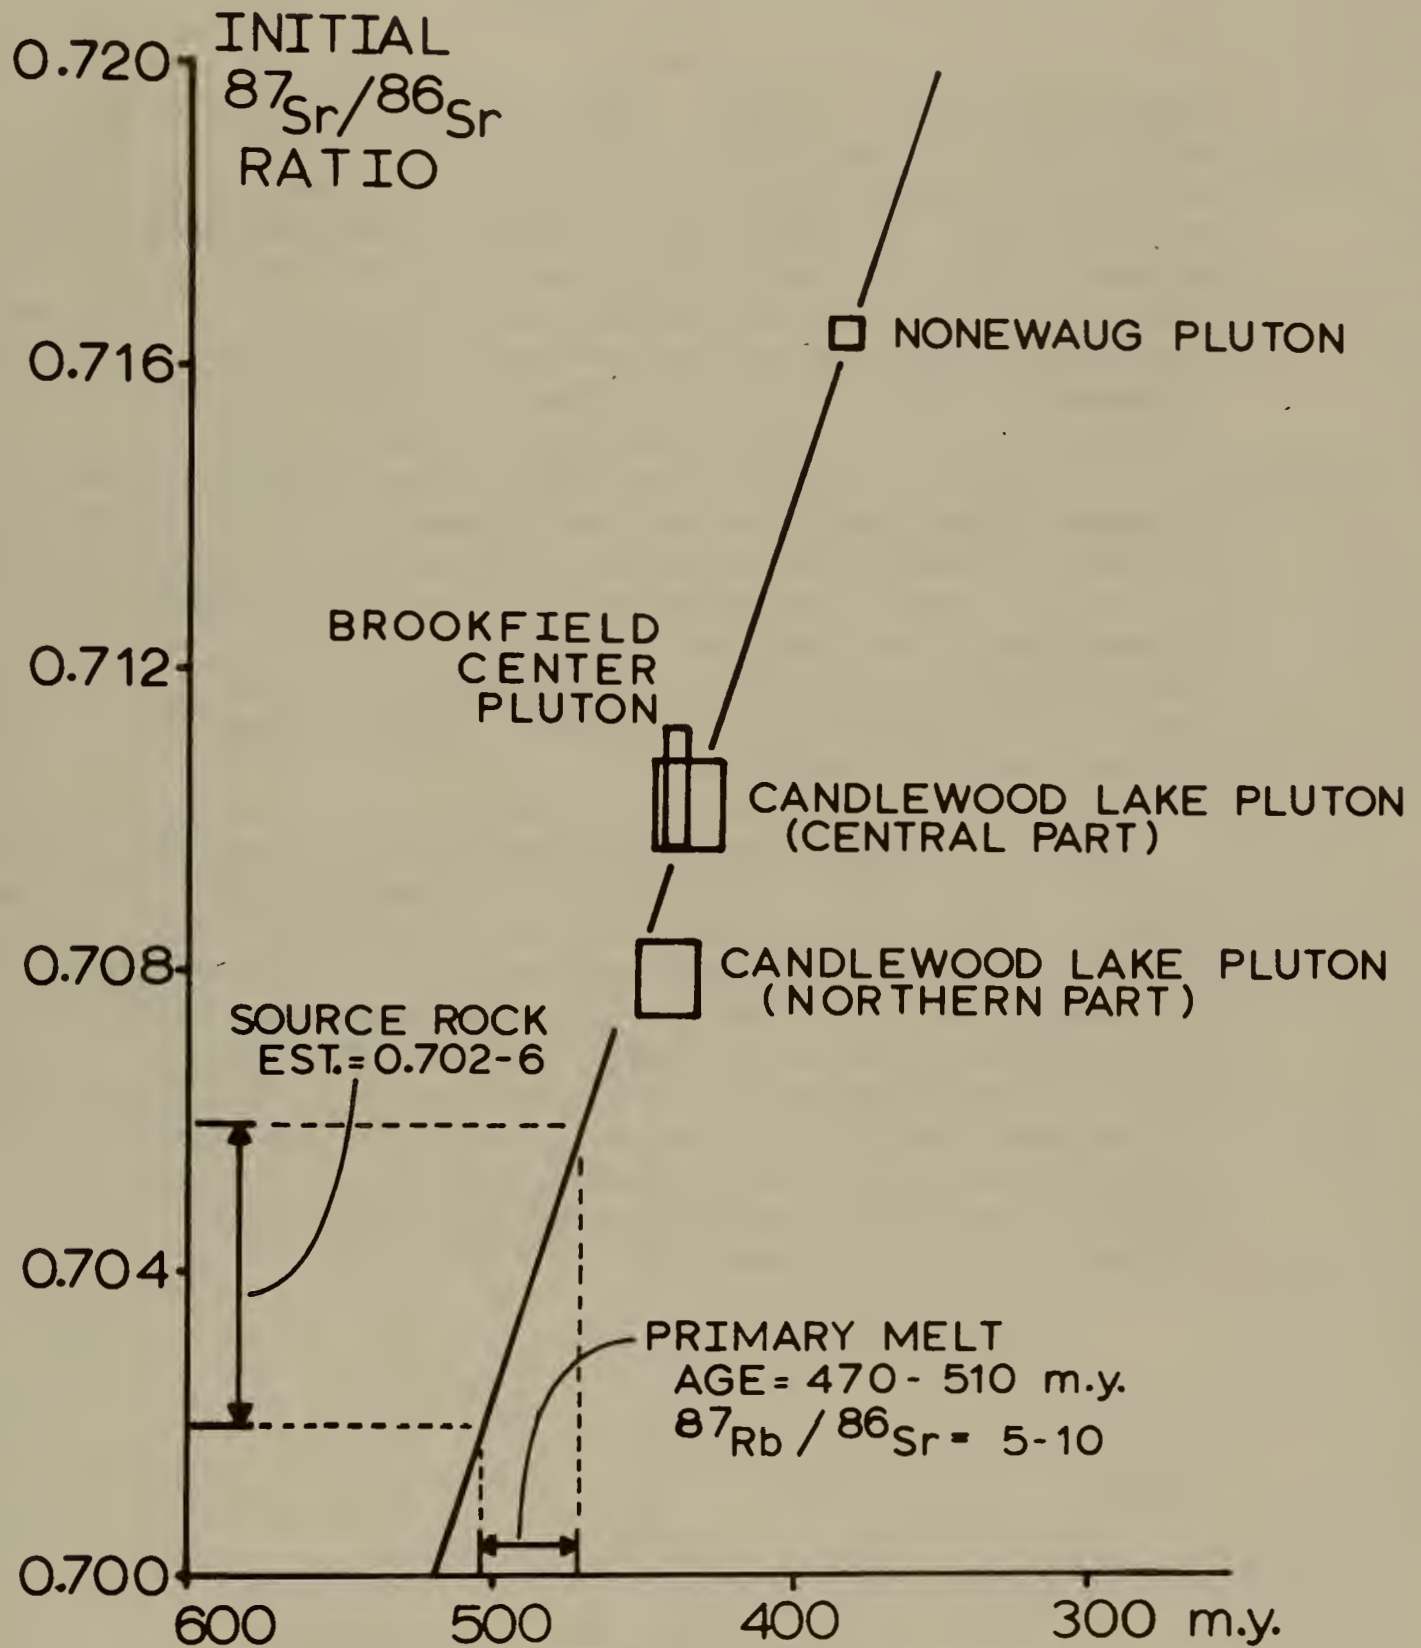 INITIAL
87Sr/86Sr
RATIO
0.720
0.716
0.712
0.708
0.704
0.700
NONEWAUG PLUTON
BROOKFIELD
CENTER
PLUTON
CANDLEWOOD LAKE PLUTON
(CENTRAL PART)
CANDLEWOOD LAKE PLUTON
(NORTHERN PART)
SOURCE ROCK
EST.=0.702-6
PRIMARY MELT
AGE= 470-510 m.y.
87Rb/86Sr= 5-10
600 500 400 300 m.y.